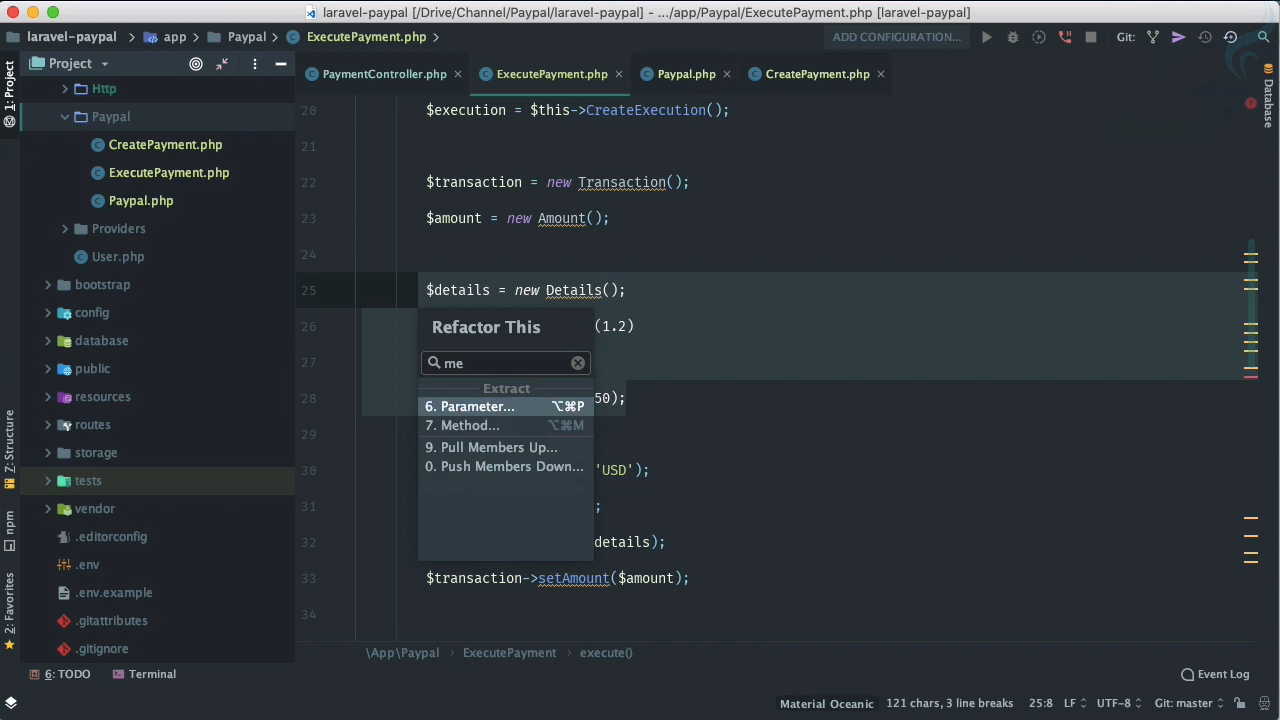 laravel-paypal [/Drive/Channel/Paypal/laravel-paypal] - .../app/Paypal/ExecutePayment.php [laravel-paypal]
laravel-paypal app Paypal ExecutePayment.php ADD CONFIGURATION... Git:
1: Project
Project
PaymentController.php ExecutePayment.php Paypal.php CreatePayment.php
Database
Http
Paypal
CreatePayment.php
ExecutePayment.php
Paypal.php
Providers
User.php
bootstrap
config
database
public
resources
routes
storage
tests
vendor
.editorconfig
.env
.env.example
.gitattributes
.gitignore
7: Structure
npm
2: Favorites
20 $execution = $this->CreateExecution();
21
22 $transaction = new Transaction();
23 $amount = new Amount();
24
25 $details = new Details();
26 (1.2)
27
28 50);
29
30 'USD');
31 ;
32 details);
33 $transaction->setAmount($amount);
34
Refactor This
me
Extract
6. Parameter... ⌥⌘P
7. Method... ⌥⌘M
9. Pull Members Up...
0. Push Members Down...
\App\Paypal ExecutePayment execute()
6: TODO Terminal Event Log
Material Oceanic 121 chars, 3 line breaks 25:8 LF UTF-8 Git: master